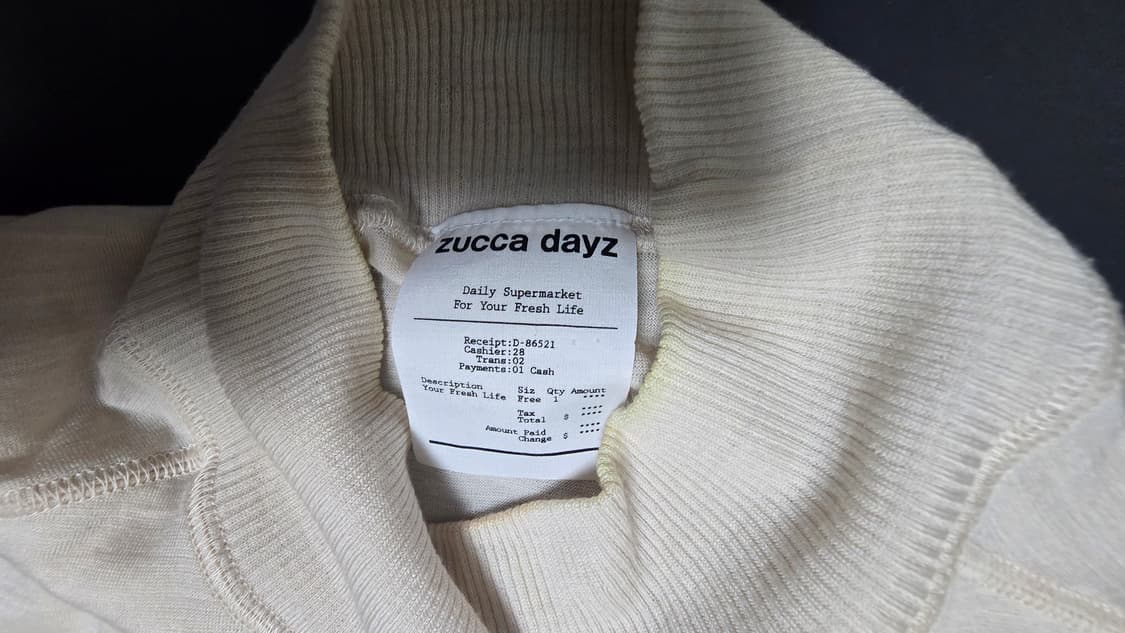 zucca dayz
Daily Supermarket
For Your Fresh Life
Receipt:D-86521
Cashier:28
Trans:02
Payments:01 Cash
Description Siz Qty Amount
Your Fresh Life Free 1 ::::
Tax ::::
Total $ ::::
Amount Paid ::::
Change $ ::::